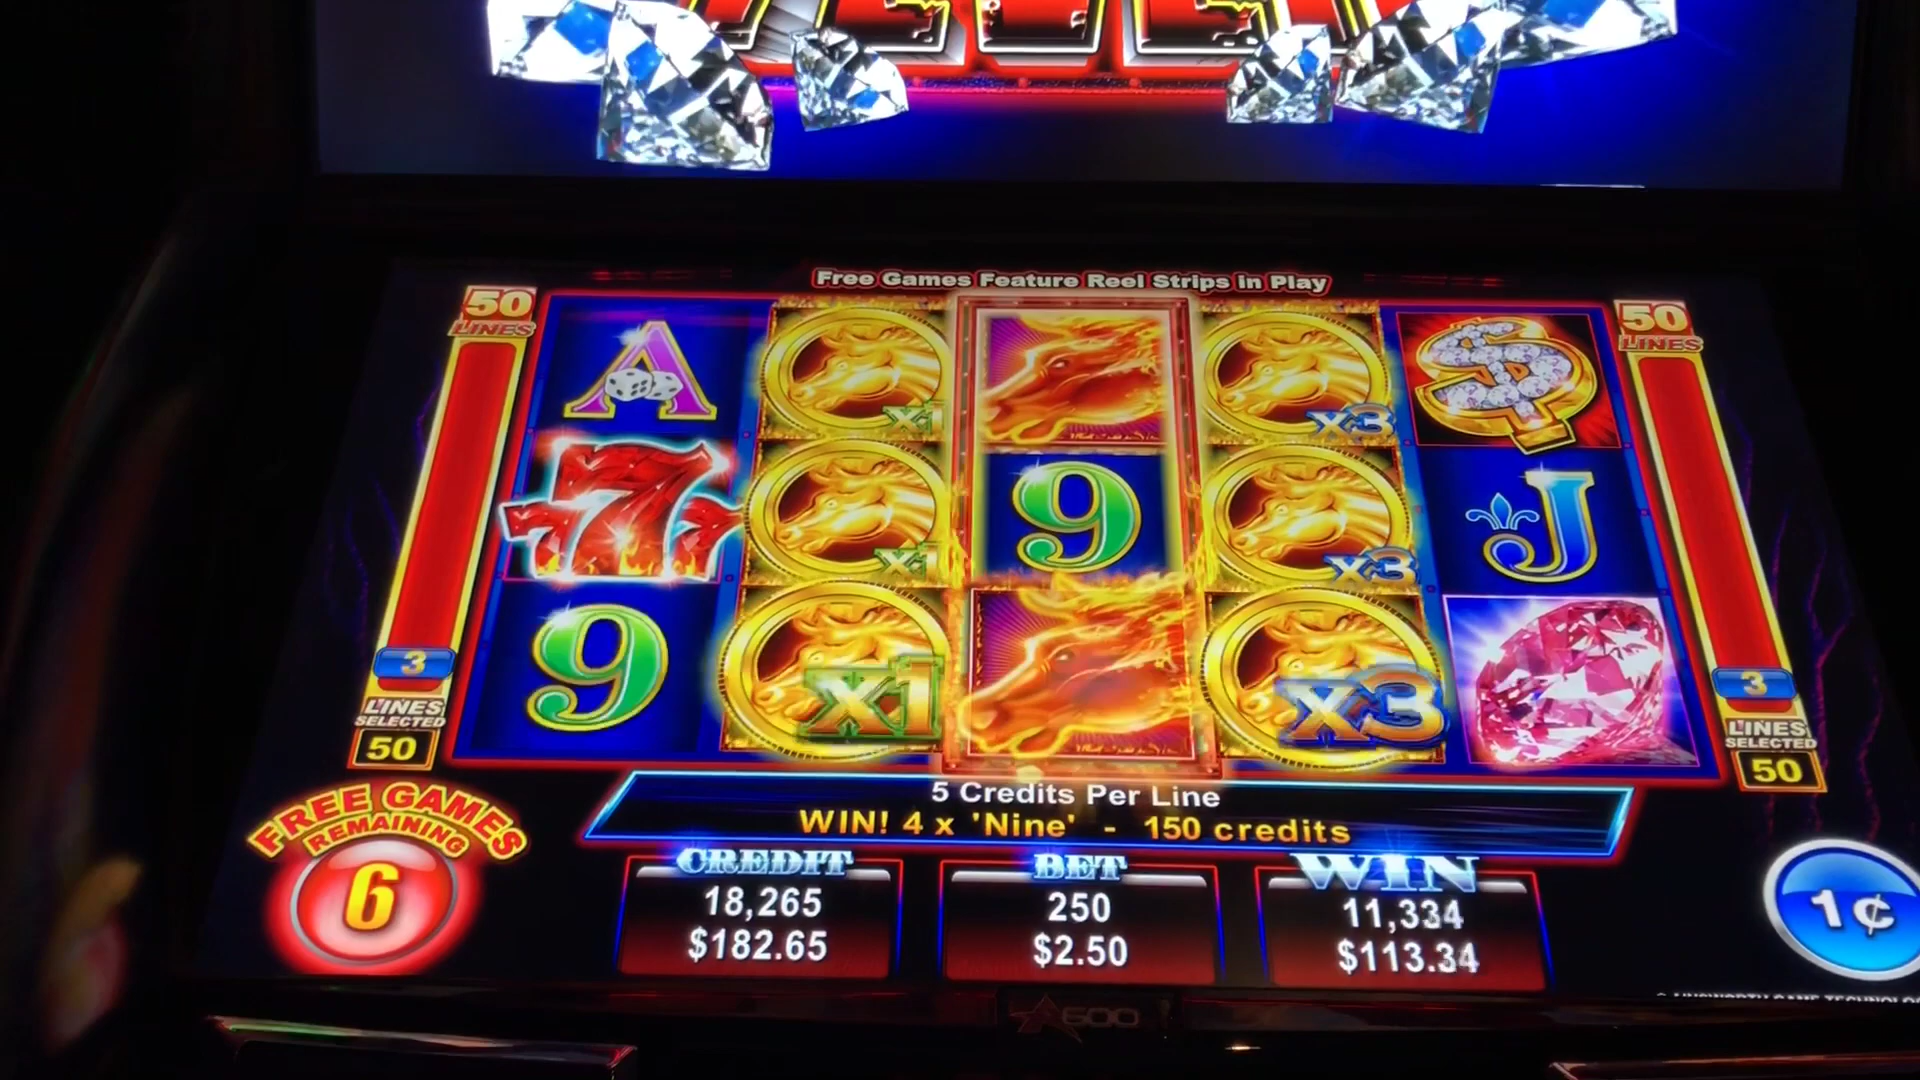 Free Games Feature Reel Strips in Play
50
LINES
50
LINES
A
x1
x3
$
777
x1
9
x3
J
9
x1
x3
3
LINES
SELECTED
50
3
LINES
SELECTED
50
FREE GAMES
REMAINING
6
5 Credits Per Line
WIN! 4 x 'Nine' - 150 credits
CREDIT
18,265
$182.65
BET
250
$2.50
WIN
11,334
$113.34
1¢
A600